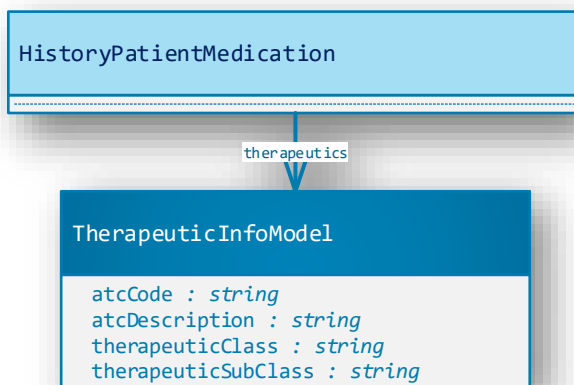 HistoryPatientMedication
therapeutics
TherapeuticInfoModel
atcCode : string
atcDescription : string
therapeuticClass : string
therapeuticSubClass : string